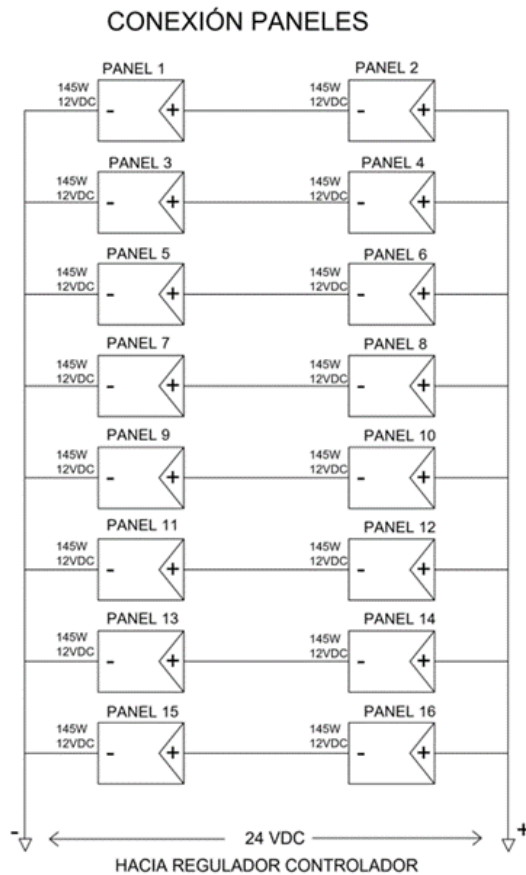 CONEXIÓN PANELES
PANEL 1
PANEL 2
145W
12VDC
-
+
145W
12VDC
-
+
PANEL 3
PANEL 4
145W
12VDC
-
+
145W
12VDC
-
+
PANEL 5
PANEL 6
145W
12VDC
-
+
145W
12VDC
-
+
PANEL 7
PANEL 8
145W
12VDC
-
+
145W
12VDC
-
+
PANEL 9
PANEL 10
145W
12VDC
-
+
145W
12VDC
-
+
PANEL 11
PANEL 12
145W
12VDC
-
+
145W
12VDC
-
+
PANEL 13
PANEL 14
145W
12VDC
-
+
145W
12VDC
-
+
PANEL 15
PANEL 16
145W
12VDC
-
+
145W
12VDC
-
+
-
24 VDC
+
HACIA REGULADOR CONTROLADOR